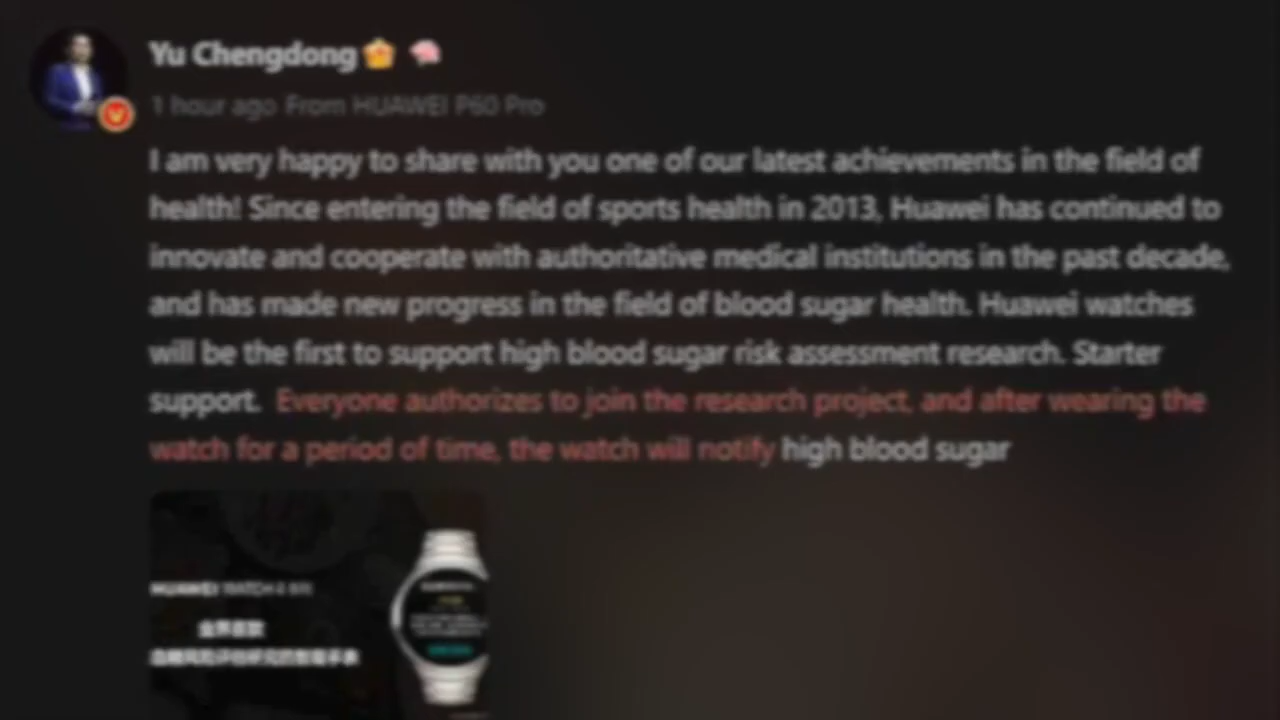 Yu Chengdong
1 hour ago From HUAWEI P60 Pro
I am very happy to share with you one of our latest achievements in the field of
health! Since entering the field of sports health in 2013, Huawei has continued to
innovate and cooperate with authoritative medical institutions in the past decade,
and has made new progress in the field of blood sugar health. Huawei watches
will be the first to support high blood sugar risk assessment research. Starter
support. Everyone authorizes to join the research project, and after wearing the
watch for a period of time, the watch will notify high blood sugar
HUAWEI WATCH 4